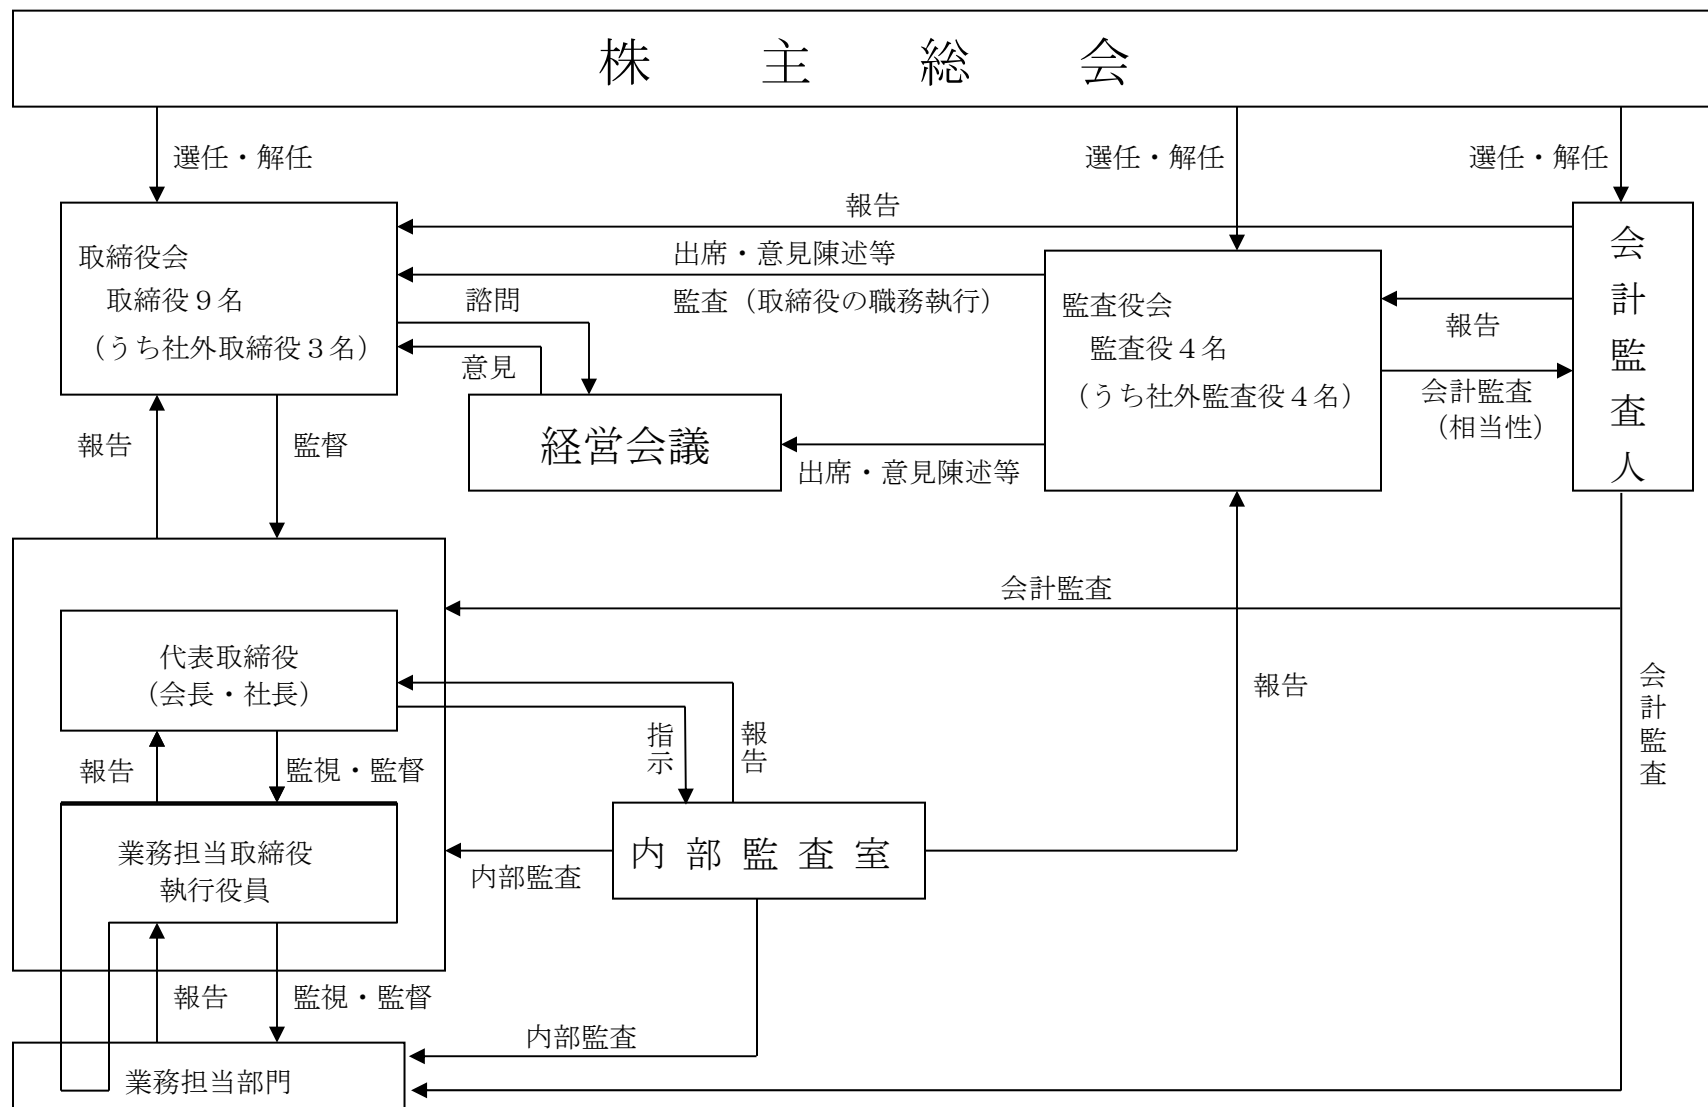 株主総会
選任・解任
選任・解任
選任・解任
報告
取締役会
取締役９名
（うち社外取締役３名）
出席・意見陳述等
監査（取締役の職務執行）
諮問
意見
監査役会
監査役４名
（うち社外監査役４名）
会計監査人
報告
会計監査
（相当性）
経営会議
出席・意見陳述等
報告
監督
会計監査
代表取締役
（会長・社長）
指示
報告
報告
会計監査
報告
監視・監督
業務担当取締役
執行役員
内部監査
内部監査室
報告
監視・監督
内部監査
業務担当部門